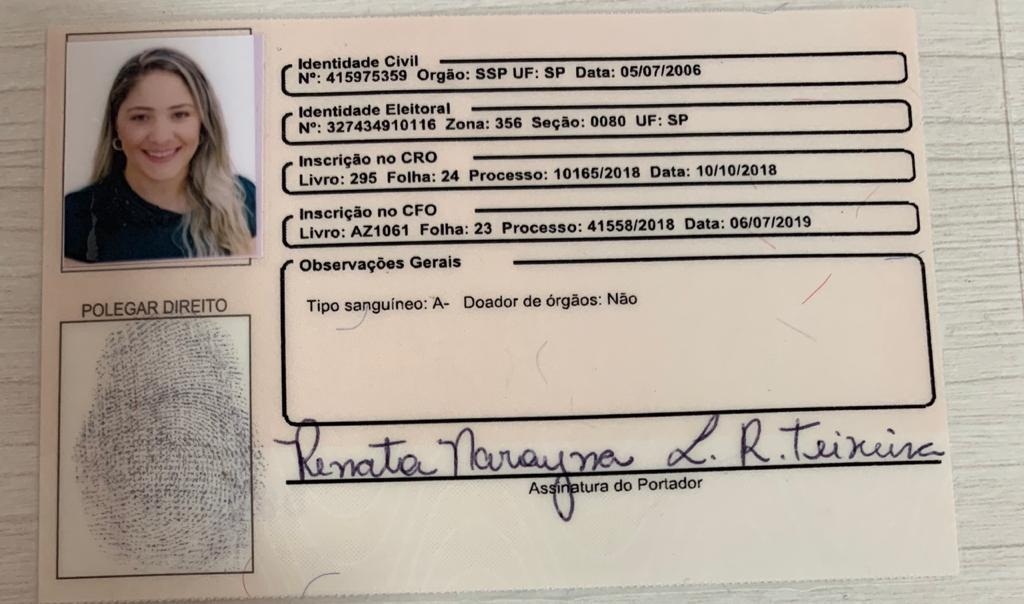 Identidade Civil
Nº: 415975359 Orgão: SSP UF: SP Data: 05/07/2006
Identidade Eleitoral
Nº: 327434910116 Zona: 356 Seção: 0080 UF: SP
Inscrição no CRO
Livro: 295 Folha: 24 Processo: 10165/2018 Data: 10/10/2018
Inscrição no CFO
Livro: AZ1061 Folha: 23 Processo: 41558/2018 Data: 06/07/2019
Observações Gerais
Tipo sanguíneo: A- Doador de órgãos: Não
POLEGAR DIREITO
Renata Narayna L. R. Teixeira
Assinatura do Portador